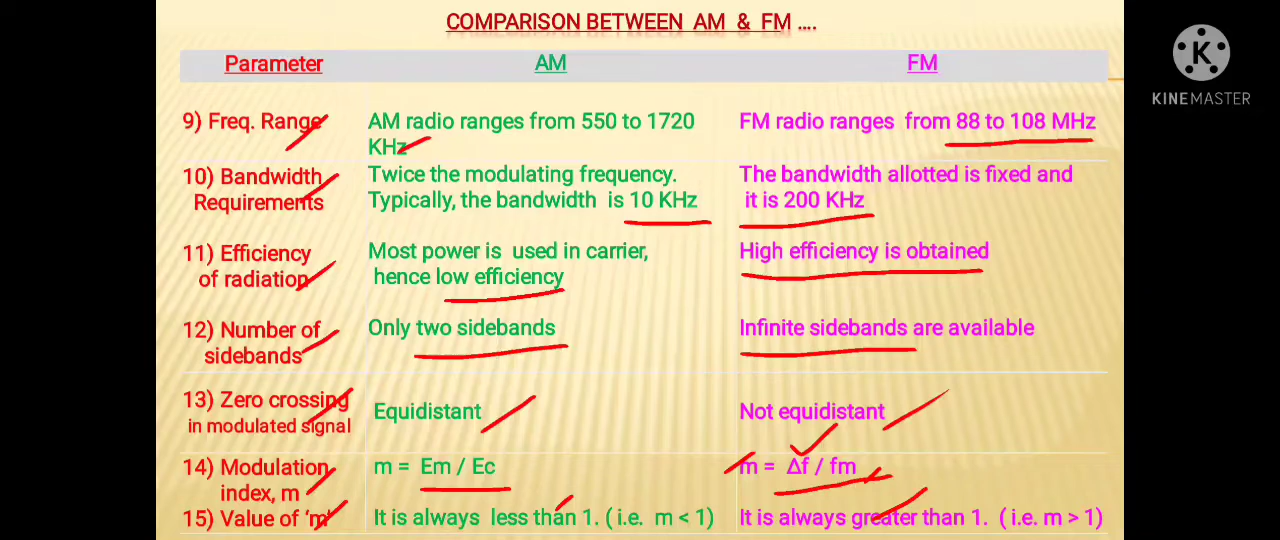 COMPARISON BETWEEN AM & FM ....
Parameter AM FM
9) Freq. Range AM radio ranges from 550 to 1720 FM radio ranges from 88 to 108 MHz
KHz
10) Bandwidth Twice the modulating frequency. The bandwidth allotted is fixed and
Requirements Typically, the bandwidth is 10 KHz it is 200 KHz
11) Efficiency Most power is used in carrier, High efficiency is obtained
of radiation hence low efficiency
12) Number of Only two sidebands Infinite sidebands are available
sidebands
13) Zero crossing Equidistant Not equidistant
in modulated signal
14) Modulation m = Em / Ec m = Δf / fm
index, m
15) Value of 'm' It is always less than 1. ( i.e. m < 1) It is always greater than 1. ( i.e. m > 1)
K
KINEMASTER